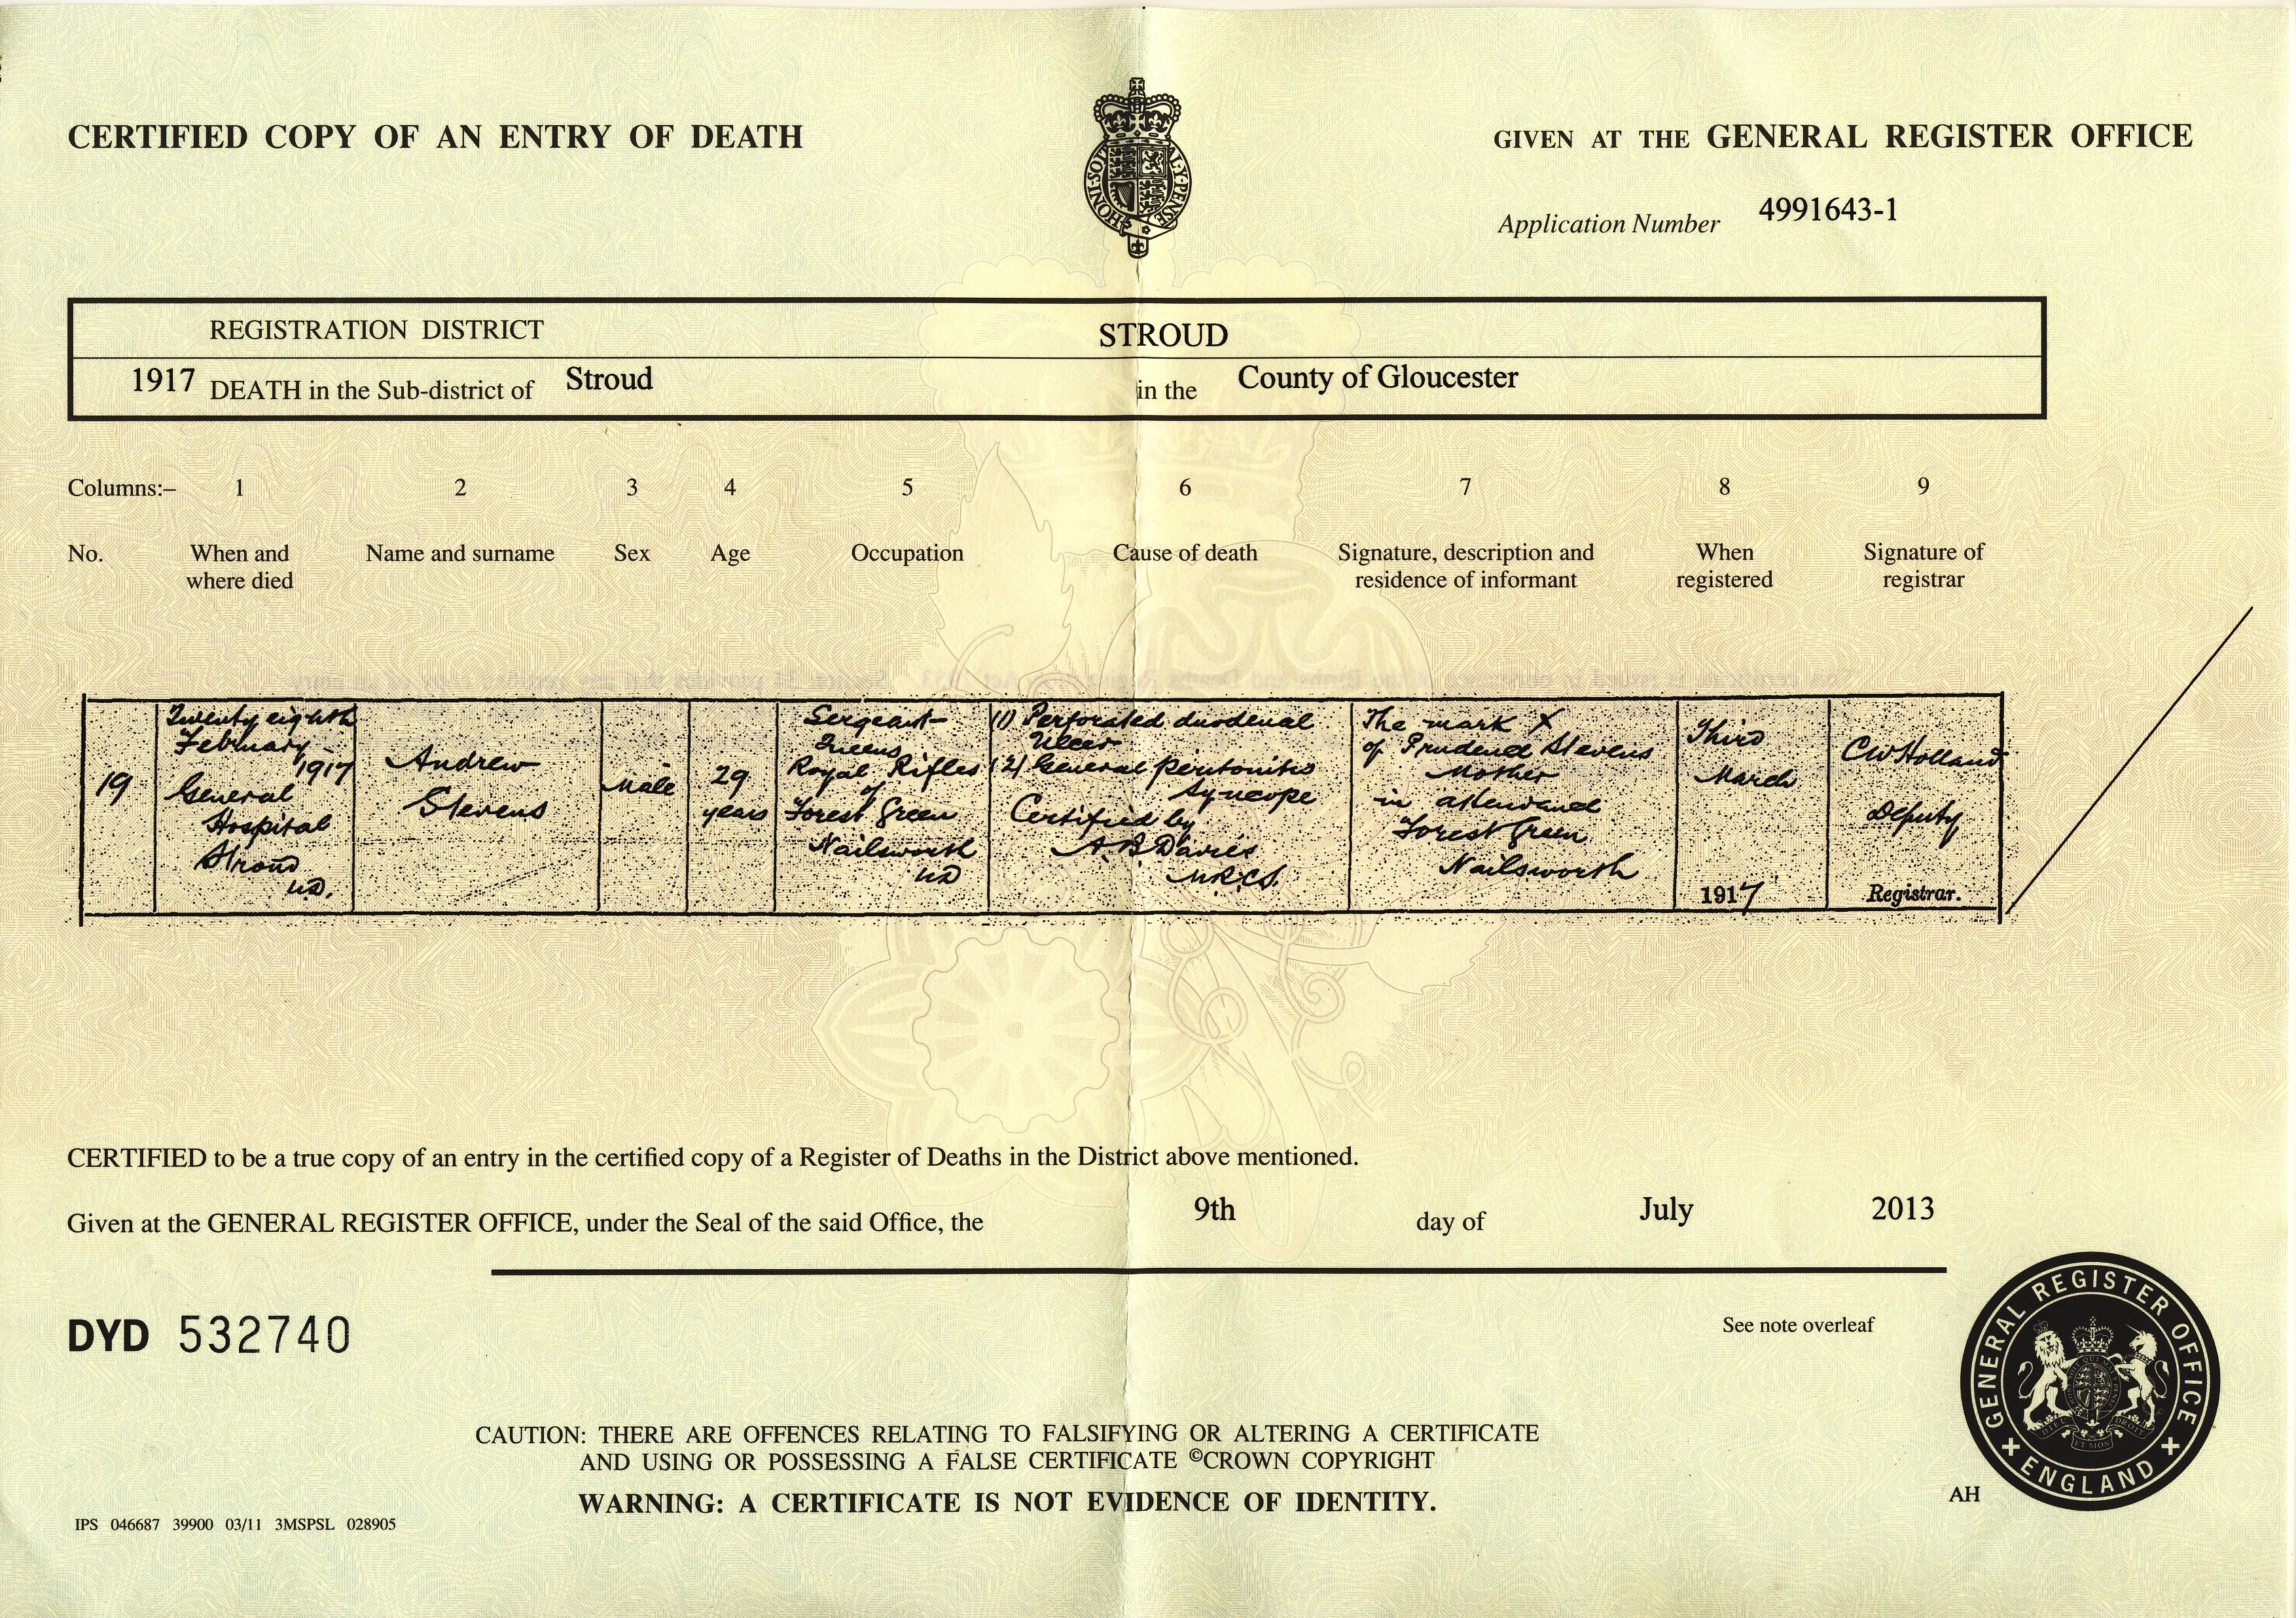 CERTIFIED COPY OF AN ENTRY OF DEATH
GIVEN AT THE GENERAL REGISTER OFFICE
HONI·SOIT
AL·Y·PENSE
Application Number 4991643-1
REGISTRATION DISTRICT STROUD
1917 DEATH in the Sub-district of Stroud in the County of Gloucester
Columns:– 1 2 3 4 5 6 7 8 9
No.
When and
where died
Name and surname
Sex
Age
Occupation
Cause of death
Signature, description and
residence of informant
When
registered
Signature of
registrar
19
Twenty eighth
February
1917
General
Hospital
Stroud
U.D.
Andrew
Stevens
Male
29
years
Sergeant
Queens
Royal Rifles
of
Forest Green
Nailsworth
UD
(1) Perforated duodenal
Ulcer
(2) General peritonitis
Syncope
Certified by
A. B. Davies
M.R.C.S.
The mark X
of Prudence Stevens
Mother
in attendance
Forest Green
Nailsworth
Third
March
1917
CW Holland
Deputy
Registrar.
CERTIFIED to be a true copy of an entry in the certified copy of a Register of Deaths in the District above mentioned.
Given at the GENERAL REGISTER OFFICE, under the Seal of the said Office, the 9th day of July 2013
DYD 532740
See note overleaf
CAUTION: THERE ARE OFFENCES RELATING TO FALSIFYING OR ALTERING A CERTIFICATE
AND USING OR POSSESSING A FALSE CERTIFICATE ©CROWN COPYRIGHT
WARNING: A CERTIFICATE IS NOT EVIDENCE OF IDENTITY.
AH
GENERAL REGISTER OFFICE
ENGLAND
IPS 046687 39900 03/11 3MSPSL 028905